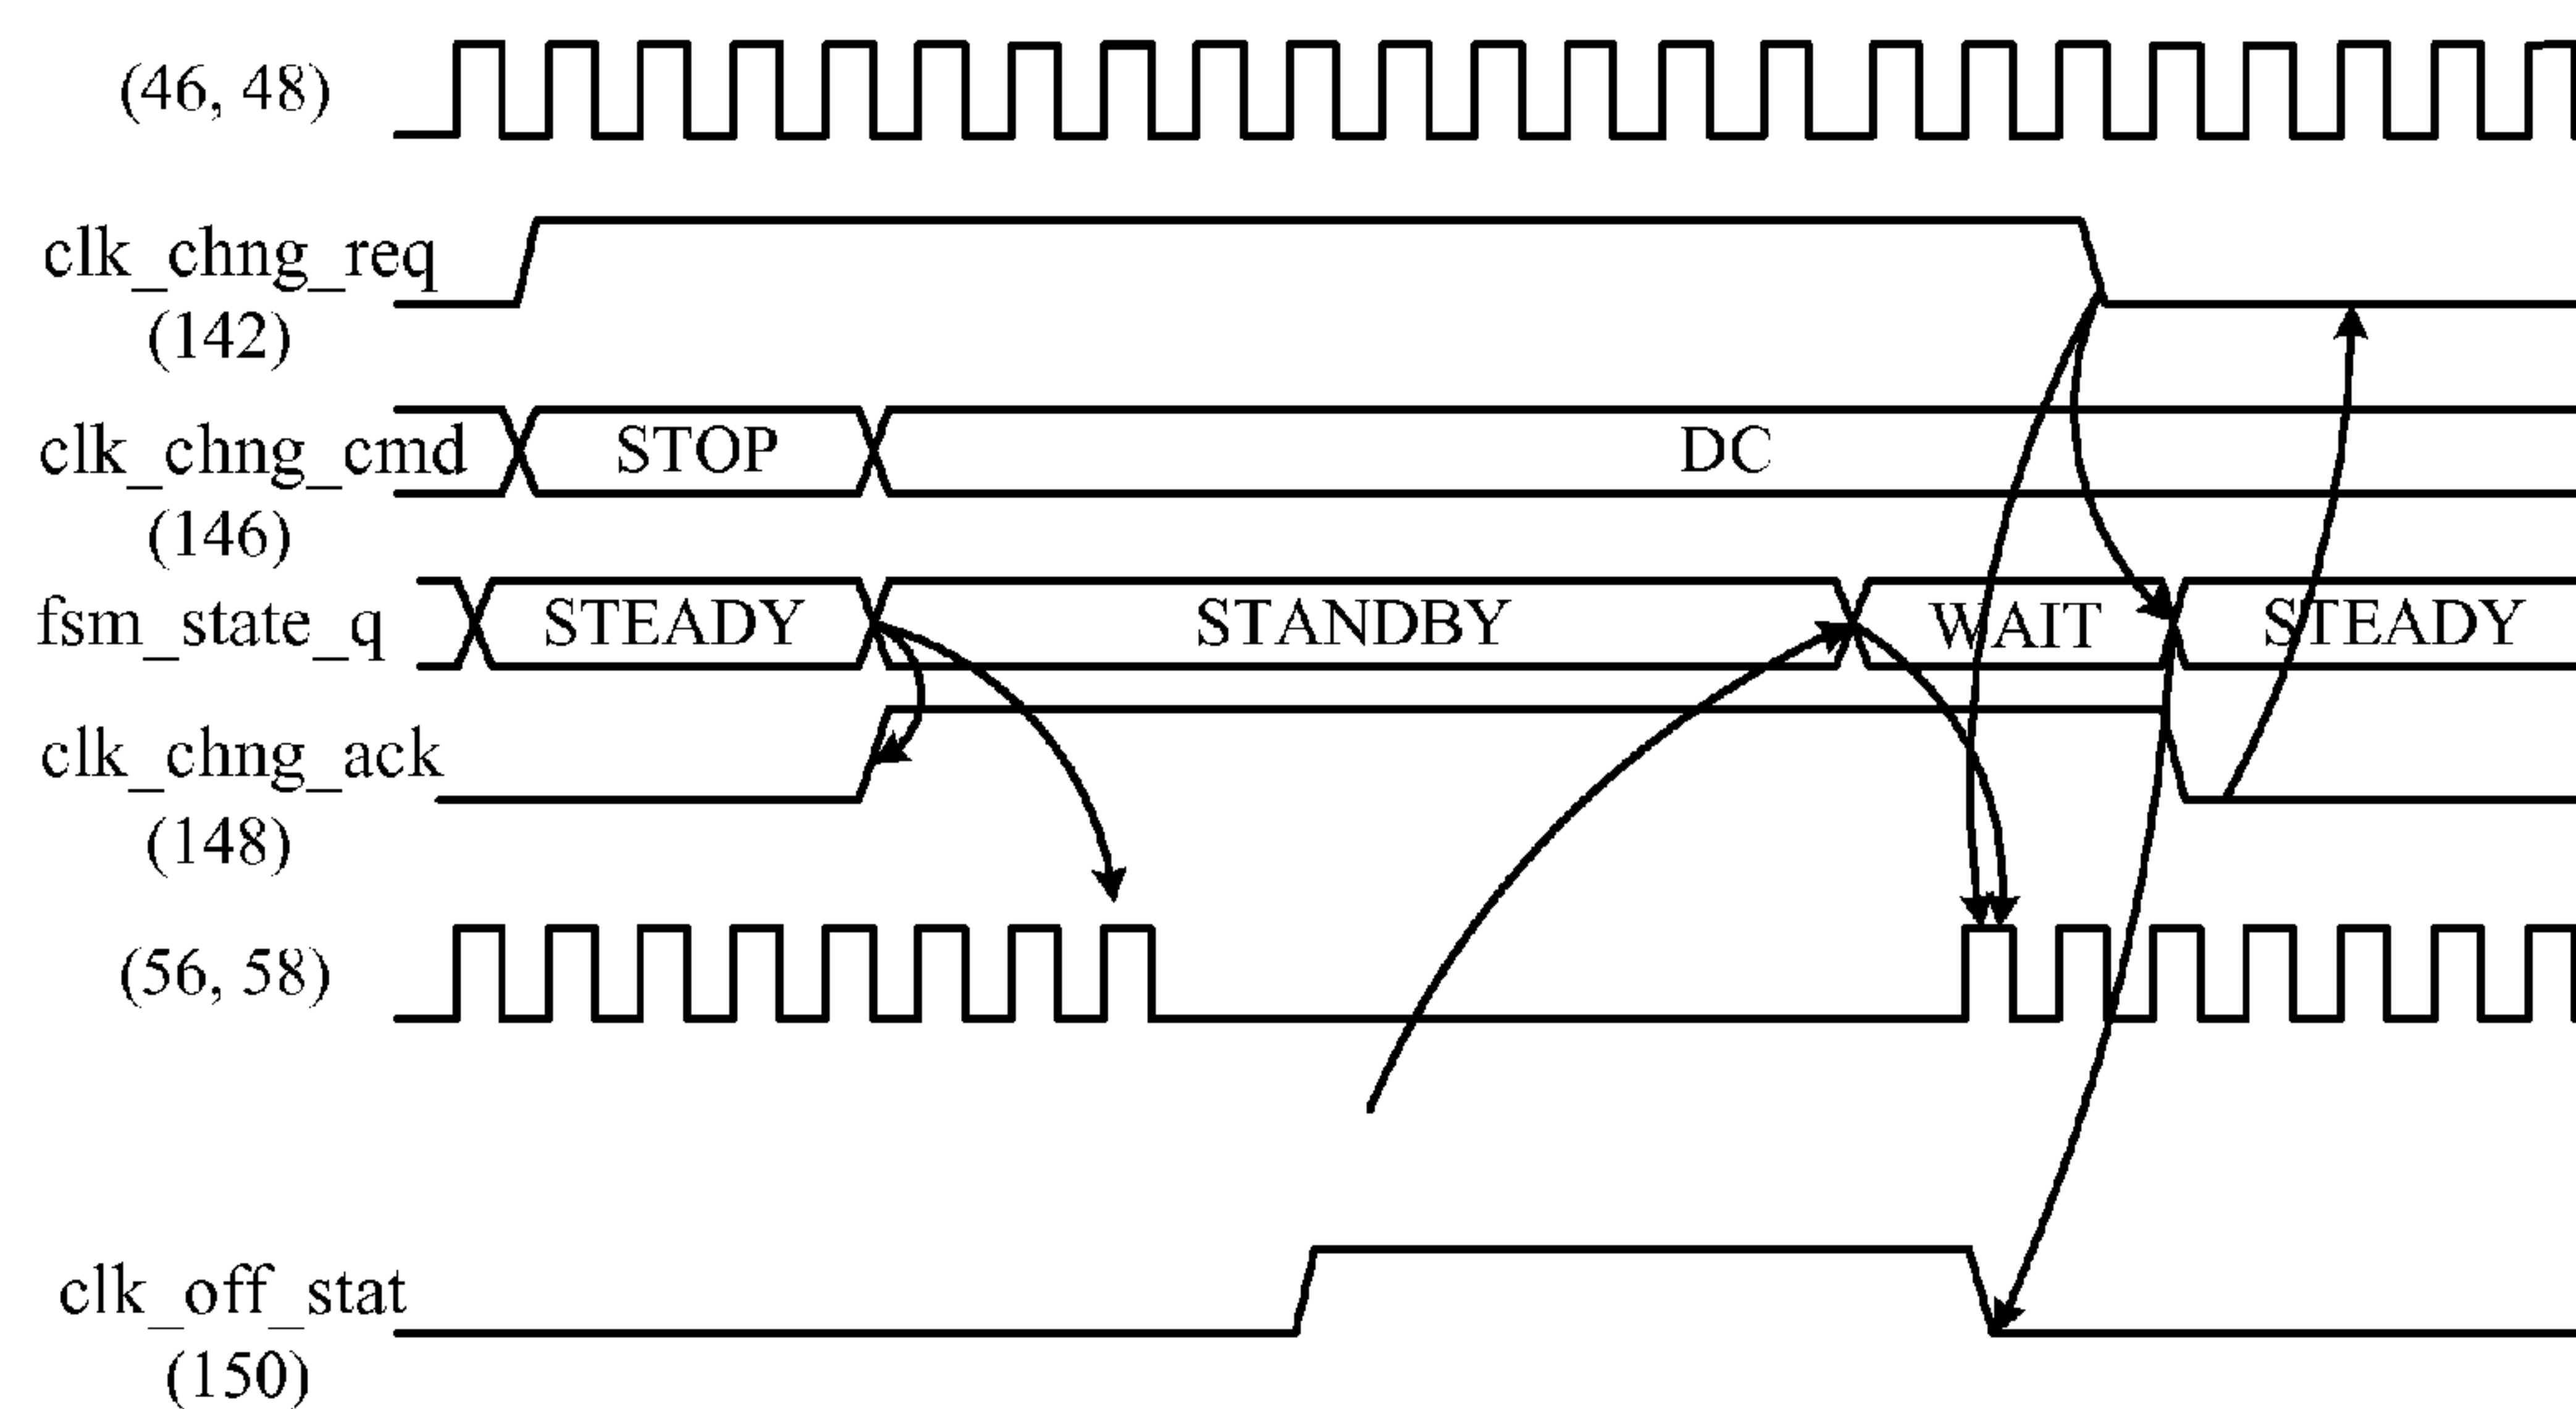 (46, 48)
clk_chng_req
(142)
clk_chng_cmd STOP DC
(146)
fsm_state_q STEADY STANDBY WAIT STEADY
clk_chng_ack
(148)
(56, 58)
clk_off_stat
(150)